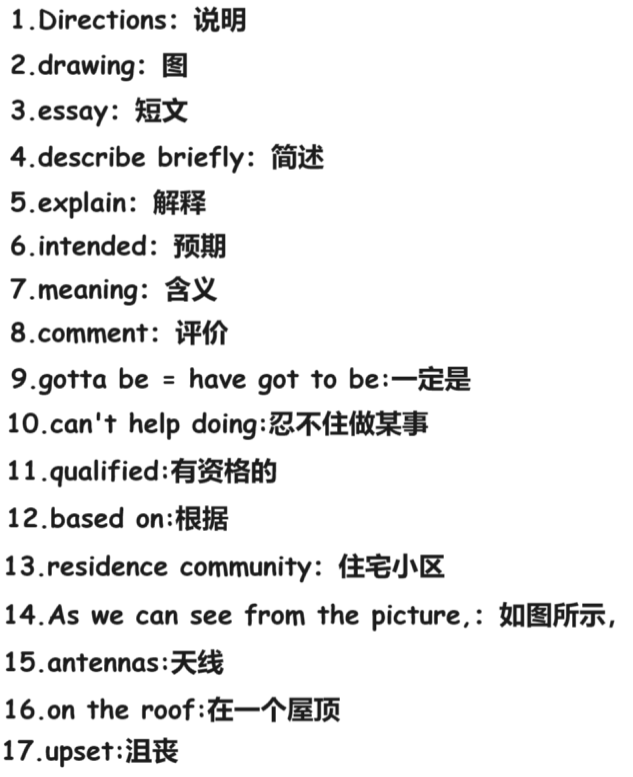 1.Directions：说明
2.drawing：图
3.essay：短文
4.describe briefly：简述
5.explain：解释
6.intended：预期
7.meaning：含义
8.comment：评价
9.gotta be = have got to be:一定是
10.can't help doing:忍不住做某事
11.qualified:有资格的
12.based on:根据
13.residence community：住宅小区
14.As we can see from the picture,：如图所示,
15.antennas:天线
16.on the roof:在一个屋顶
17.upset:沮丧